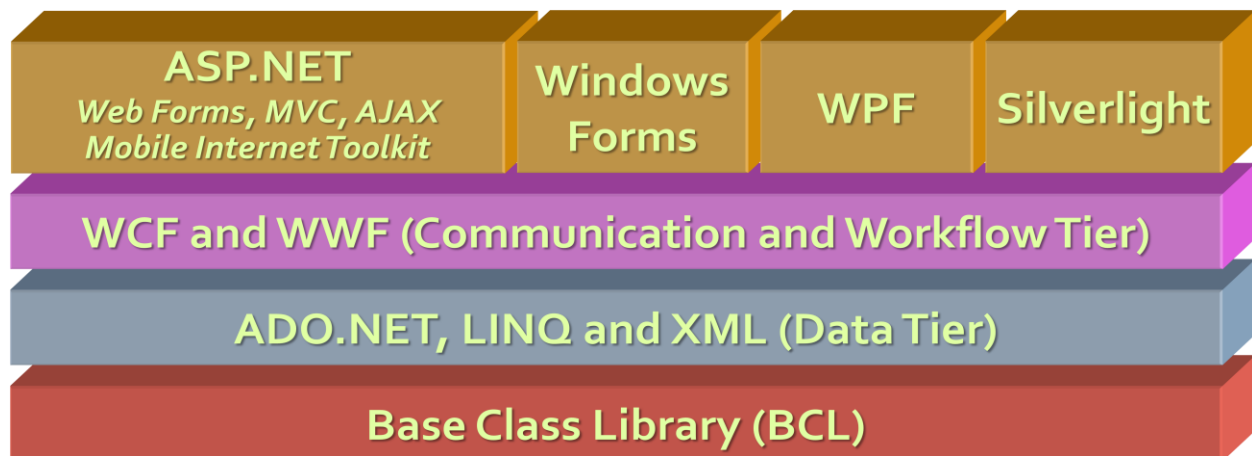 ASP.NET
Web Forms, MVC, AJAX
Mobile Internet Toolkit
Windows
Forms
WPF
Silverlight
WCF and WWF (Communication and Workflow Tier)
ADO.NET, LINQ and XML (Data Tier)
Base Class Library (BCL)